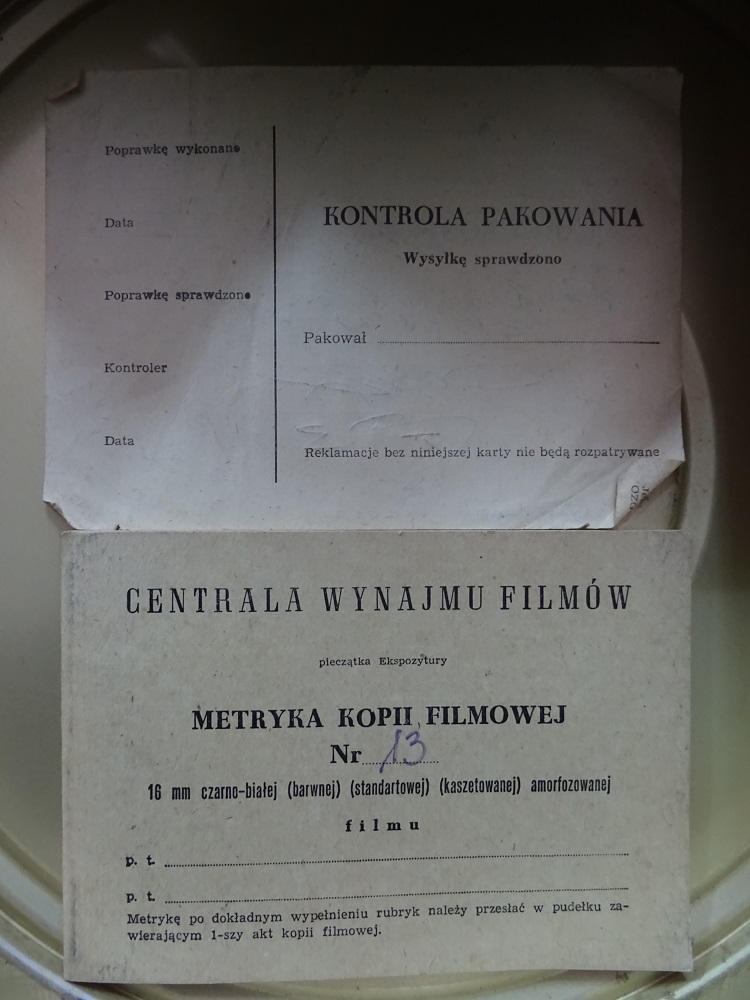 Poprawkę wykonano
Data
Poprawkę sprawdzono
Kontroler
Data
KONTROLA PAKOWANIA
Wysyłkę sprawdzono
Pakował
Reklamacje bez niniejszej karty nie będą rozpatrywane
CENTRALA WYNAJMU FILMÓW
pieczątka Ekspozytury
METRYKA KOPII FILMOWEJ
Nr 13
16 mm czarno-białej (barwnej) (standartowej) (kaszetowanej) amorfozowanej
filmu
p. t.
p. t.
Metrykę po dokładnym wypełnieniu rubryk należy przesłać w pudełku za-
wierającym 1-szy akt kopii filmowej.